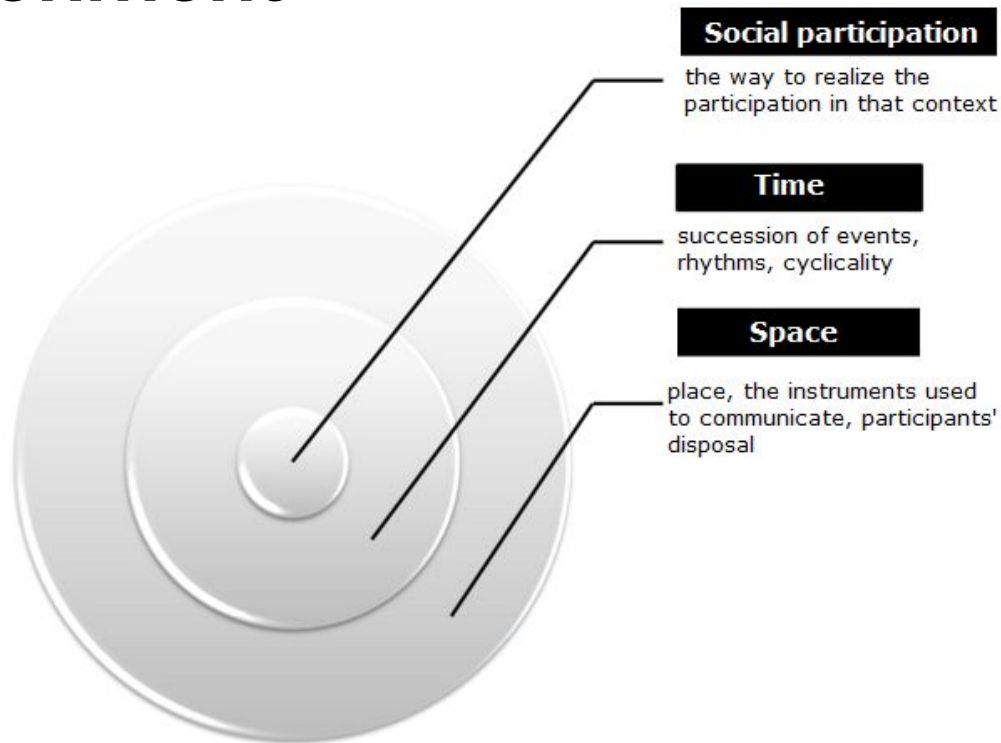 Social participation
the way to realize the
participation in that context
Time
succession of events,
rhythms, cyclicality
Space
place, the instruments used
to communicate, participants'
disposal